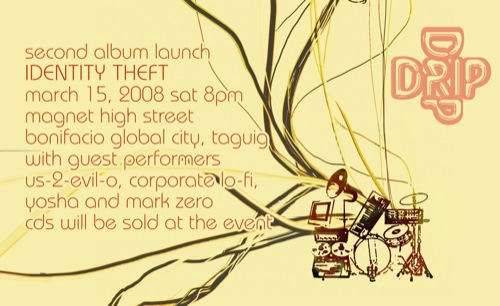 second album launch
IDENTITY THEFT
march 15, 2008 sat 8pm
magnet high street
bonifacio global city, taguig
with guest performers
us-2-evil-o, corporate lo-fi,
yosha and mark zero
cds will be sold at the event
DRIP